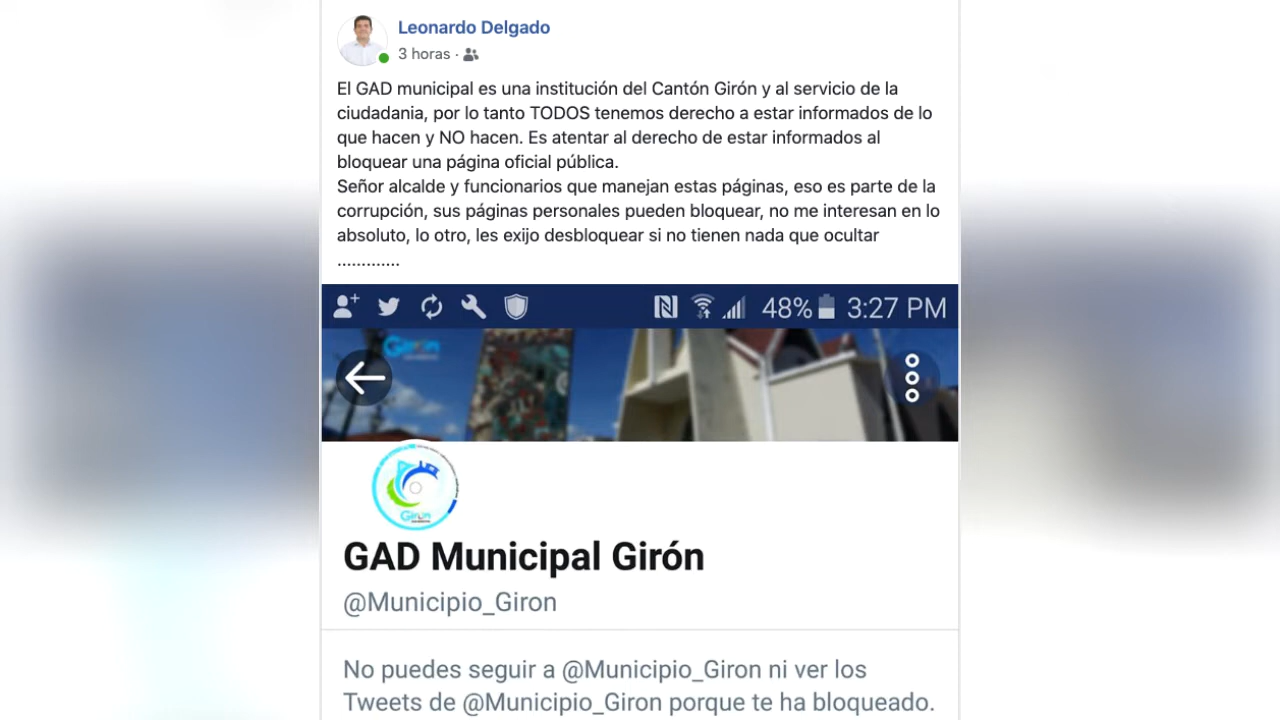 Leonardo Delgado
3 horas ·
El GAD municipal es una institución del Cantón Girón y al servicio de la
ciudadania, por lo tanto TODOS tenemos derecho a estar informados de lo
que hacen y NO hacen. Es atentar al derecho de estar informados al
bloquear una página oficial pública.
Señor alcalde y funcionarios que manejan estas páginas, eso es parte de la
corrupción, sus páginas personales pueden bloquear, no me interesan en lo
absoluto, lo otro, les exijo desbloquear si no tienen nada que ocultar
.............
48% 3:27 PM
Girón
Girón
GAD Municipal Girón
@Municipio_Giron
No puedes seguir a @Municipio_Giron ni ver los
Tweets de @Municipio_Giron porque te ha bloqueado.